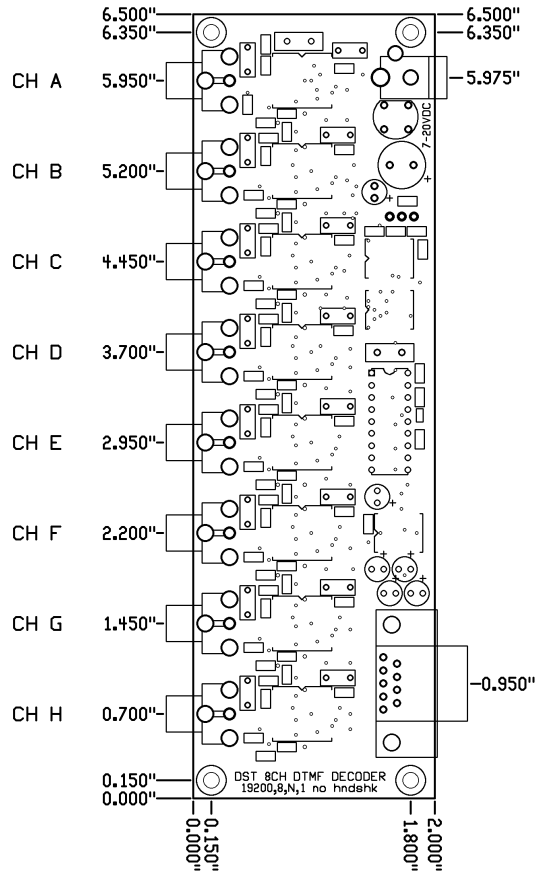 6.500" 6.500"
6.350" 6.350"
CH A 5.950" 5.975"
7-20VDC
CH B 5.200"
CH C 4.450"
CH D 3.700"
CH E 2.950"
CH F 2.200"
CH G 1.450"
0.950"
CH H 0.700"
DST 8CH DTMF DECODER
0.150" 19200,8,N,1 no hndshk
0.000"
0.000" 0.150" 1.800" 2.000"